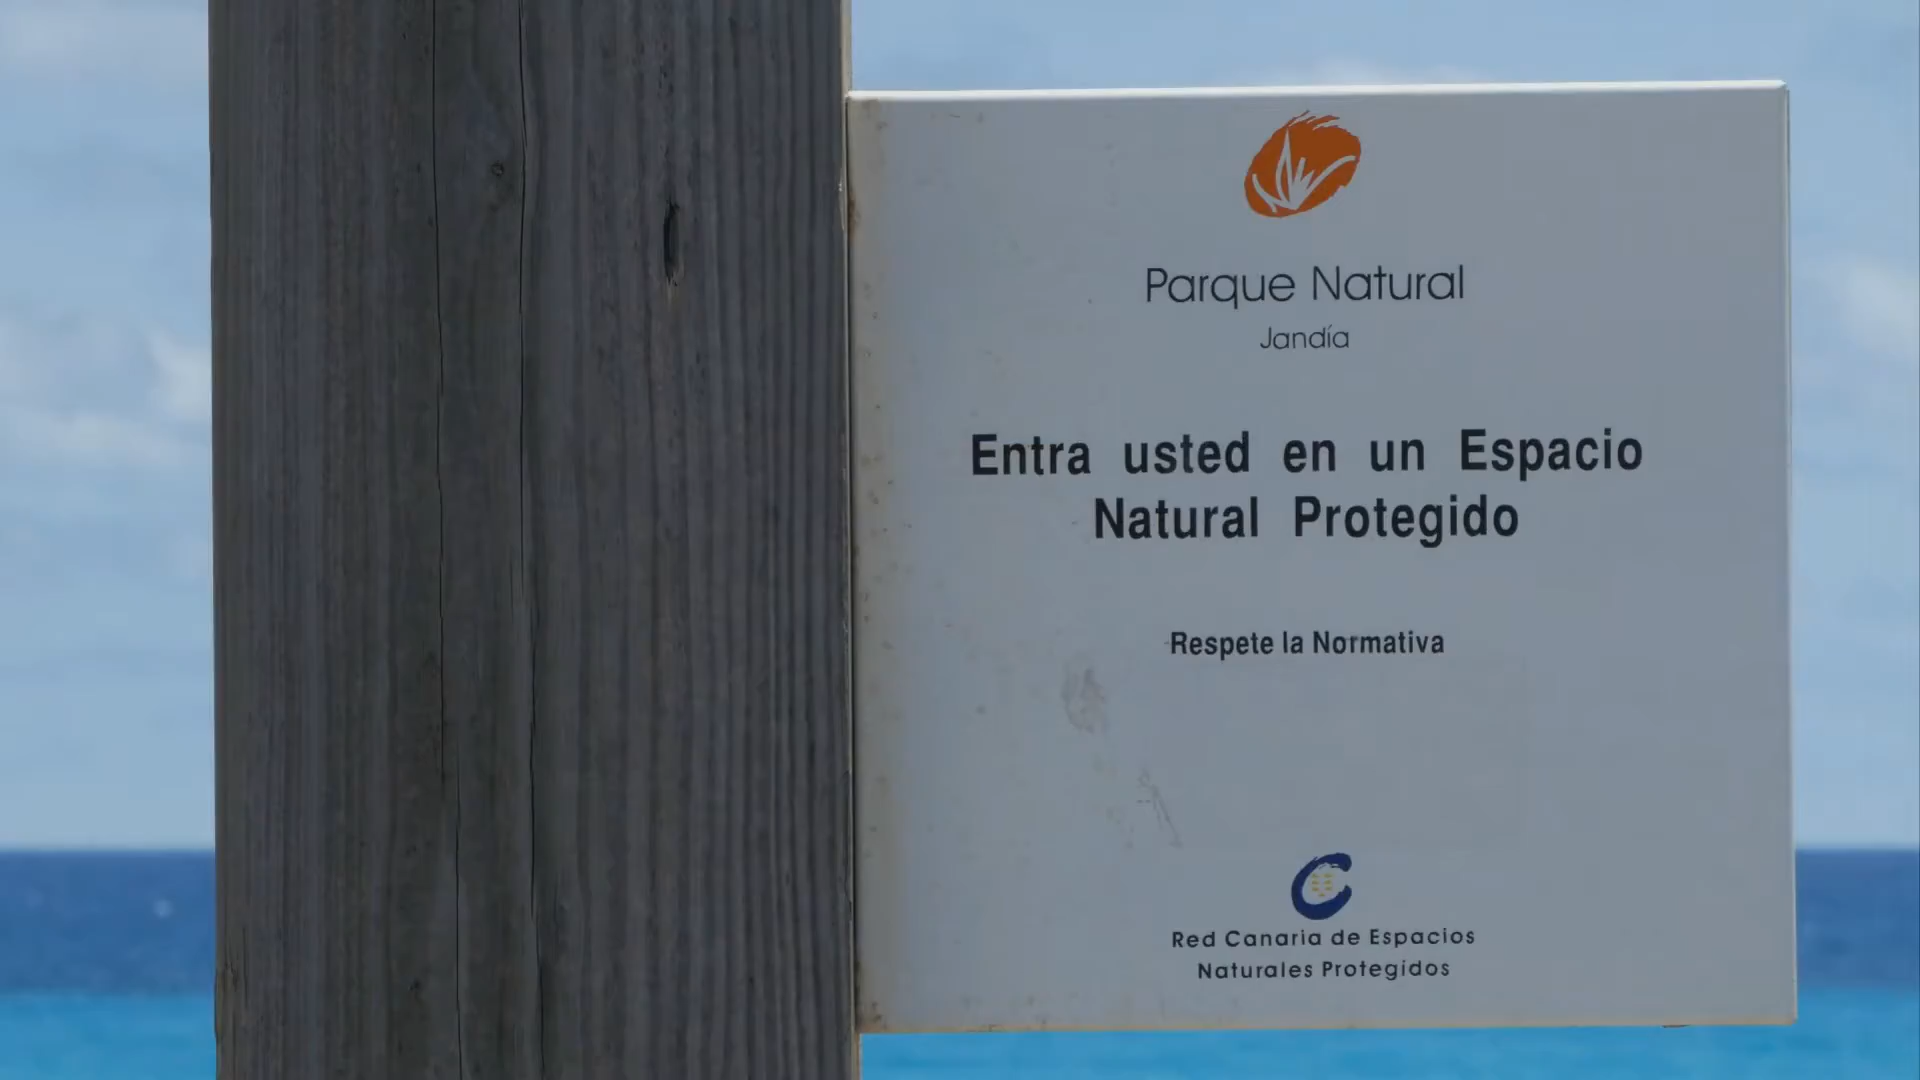 Parque Natural
Jandía
Entra usted en un Espacio
Natural Protegido
Respete la Normativa
Red Canaria de Espacios
Naturales Protegidos